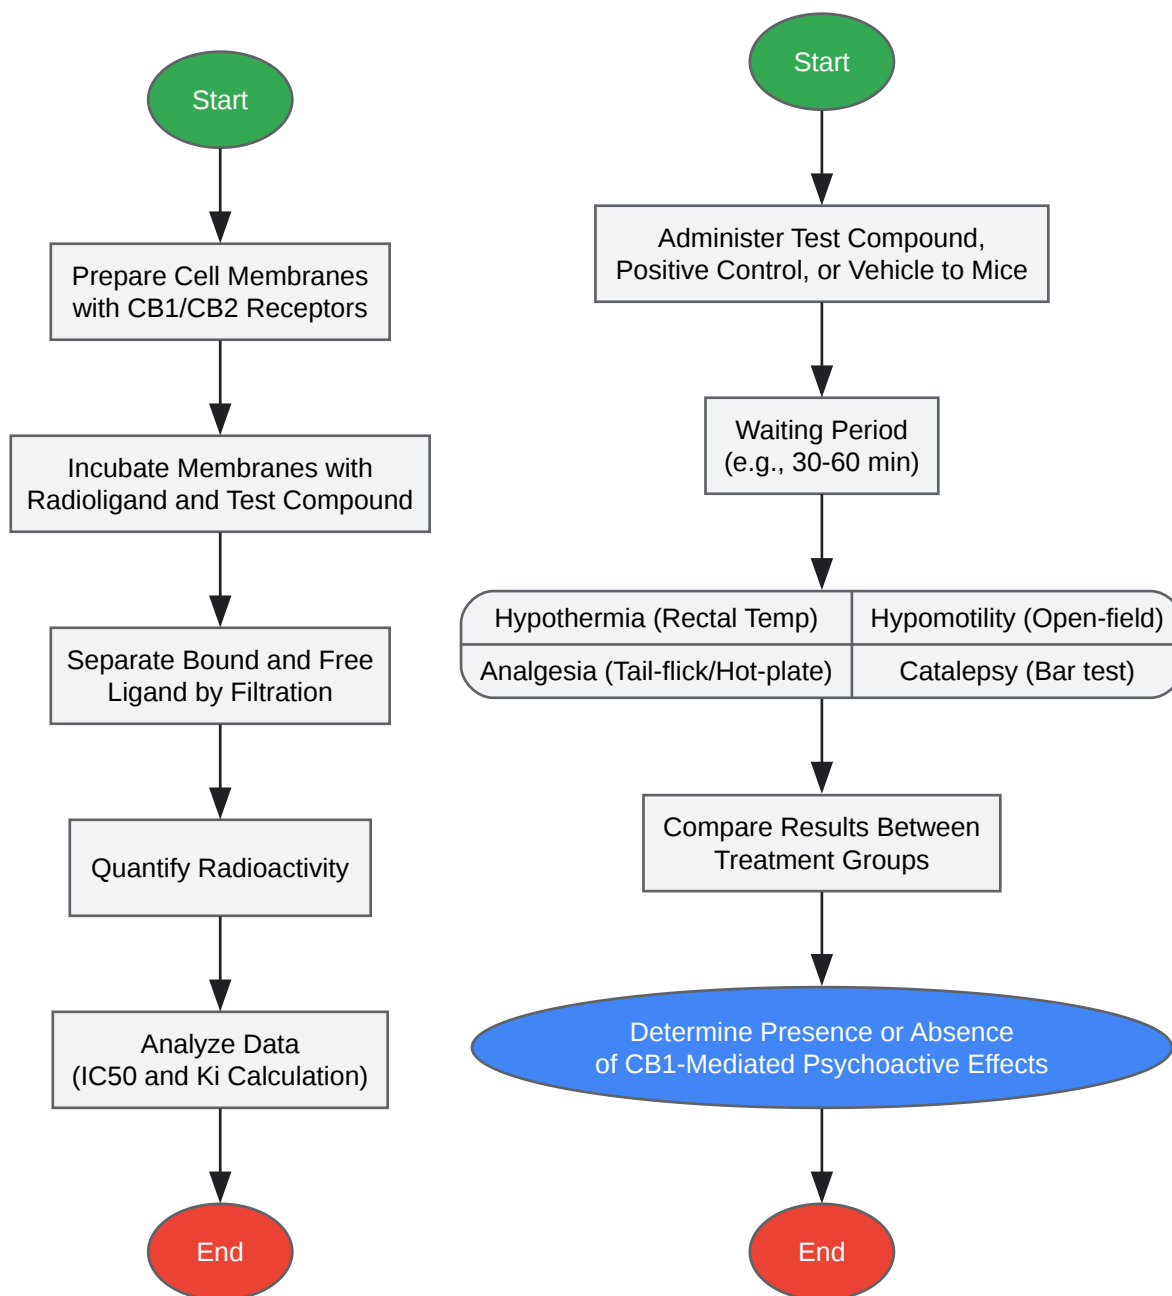 Start
Prepare Cell Membranes
with CB1/CB2 Receptors
Incubate Membranes with
Radioligand and Test Compound
Separate Bound and Free
Ligand by Filtration
Quantify Radioactivity
Analyze Data
(IC50 and Ki Calculation)
End
Start
Administer Test Compound,
Positive Control, or Vehicle to Mice
Waiting Period
(e.g., 30-60 min)
Hypothermia (Rectal Temp)
Hypomotility (Open-field)
Analgesia (Tail-flick/Hot-plate)
Catalepsy (Bar test)
Compare Results Between
Treatment Groups
Determine Presence or Absence
of CB1-Mediated Psychoactive Effects
End